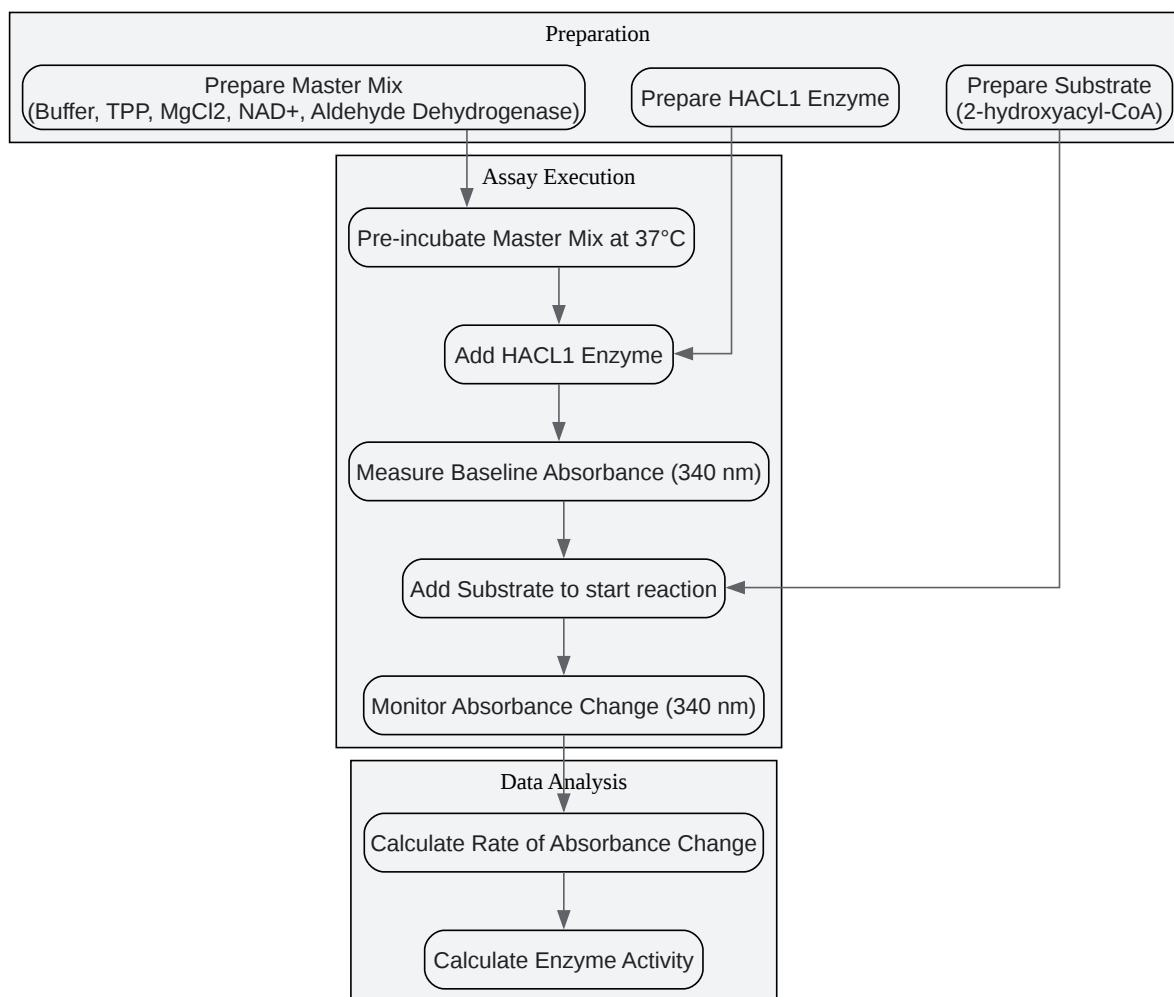 Preparation
Prepare Master Mix
(Buffer, TPP, MgCl2, NAD+, Aldehyde Dehydrogenase)
Prepare HACL1 Enzyme
Prepare Substrate
(2-hydroxyacyl-CoA)
Assay Execution
Pre-incubate Master Mix at 37°C
Add HACL1 Enzyme
Measure Baseline Absorbance (340 nm)
Add Substrate to start reaction
Monitor Absorbance Change (340 nm)
Data Analysis
Calculate Rate of Absorbance Change
Calculate Enzyme Activity